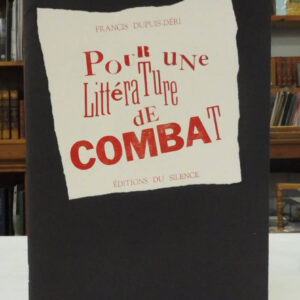 FRANCIS DUPUIS-DÉRI
POUR UNE
LittéraTure
dE
COMBAT
ÉDITIONS DU SILENCE